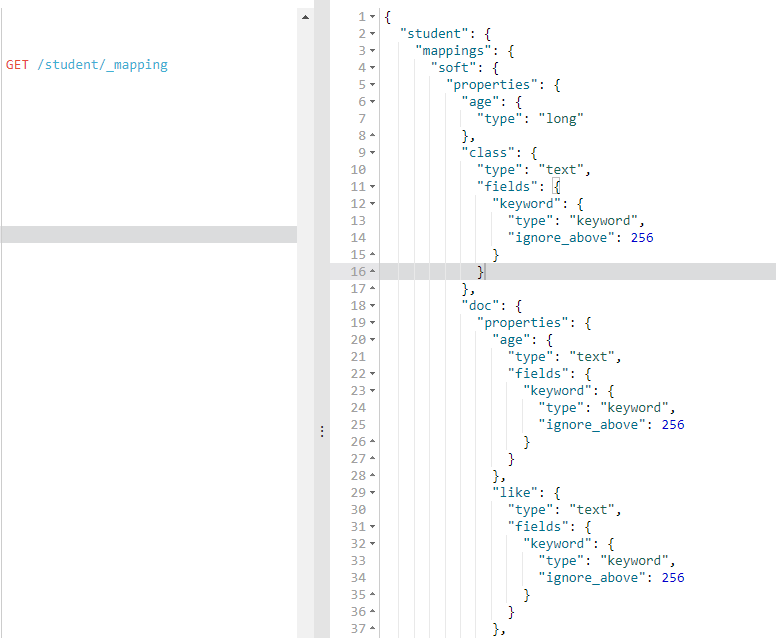 GET /student/_mapping
1 {
2 "student": {
3 "mappings": {
4 "soft": {
5 "properties": {
6 "age": {
7 "type": "long"
8 },
9 "class": {
10 "type": "text",
11 "fields": {
12 "keyword": {
13 "type": "keyword",
14 "ignore_above": 256
15 }
16 }
17 },
18 "doc": {
19 "properties": {
20 "age": {
21 "type": "text",
22 "fields": {
23 "keyword": {
24 "type": "keyword",
25 "ignore_above": 256
26 }
27 }
28 },
29 "like": {
30 "type": "text",
31 "fields": {
32 "keyword": {
33 "type": "keyword",
34 "ignore_above": 256
35 }
36 }
37 },